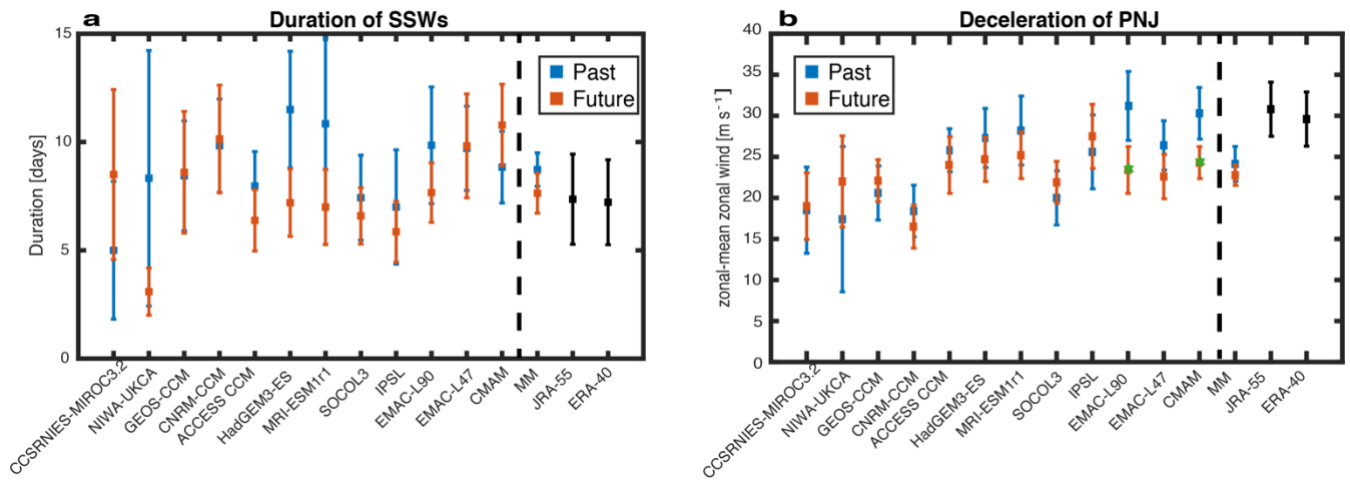 a Duration of SSWs
15
10
5
0
Duration [days]
Past
Future
CCSRNIES-MIROC3.2
NIWA-UKCA
GEOS-CCM
CNRM-CCM
ACCESS CCM
HadGEM3-ES
MRI-ESM1r1
SOCOL3
IPSL
EMAC-L90
EMAC-L47
CMAM
MM
JRA-55
ERA-40
b Deceleration of PNJ
40
35
30
25
20
15
10
5
0
zonal-mean zonal wind [m s⁻¹]
Past
Future
CCSRNIES-MIROC3.2
NIWA-UKCA
GEOS-CCM
CNRM-CCM
ACCESS CCM
HadGEM3-ES
MRI-ESM1r1
SOCOL3
IPSL
EMAC-L90
EMAC-L47
CMAM
MM
JRA-55
ERA-40